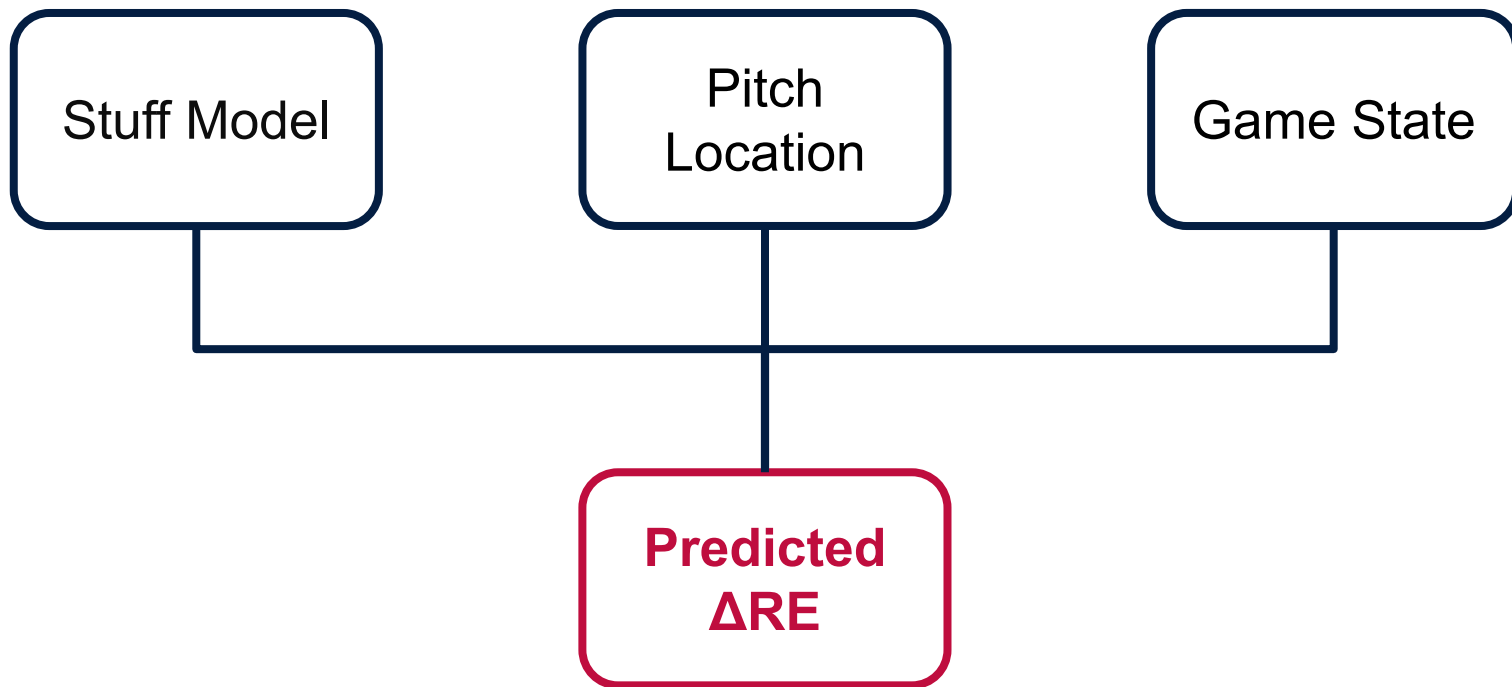 Stuff Model
Pitch
Location
Game State
Predicted
ΔRE